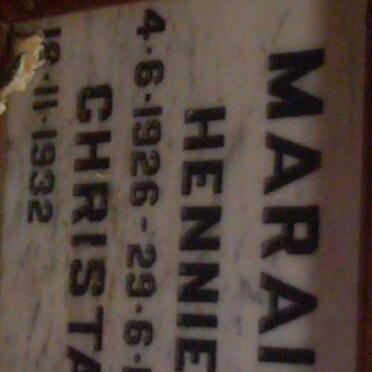 MARAI
HENNIE
4·6·1926 - 29·6·
CHRISTA
18·11·1932